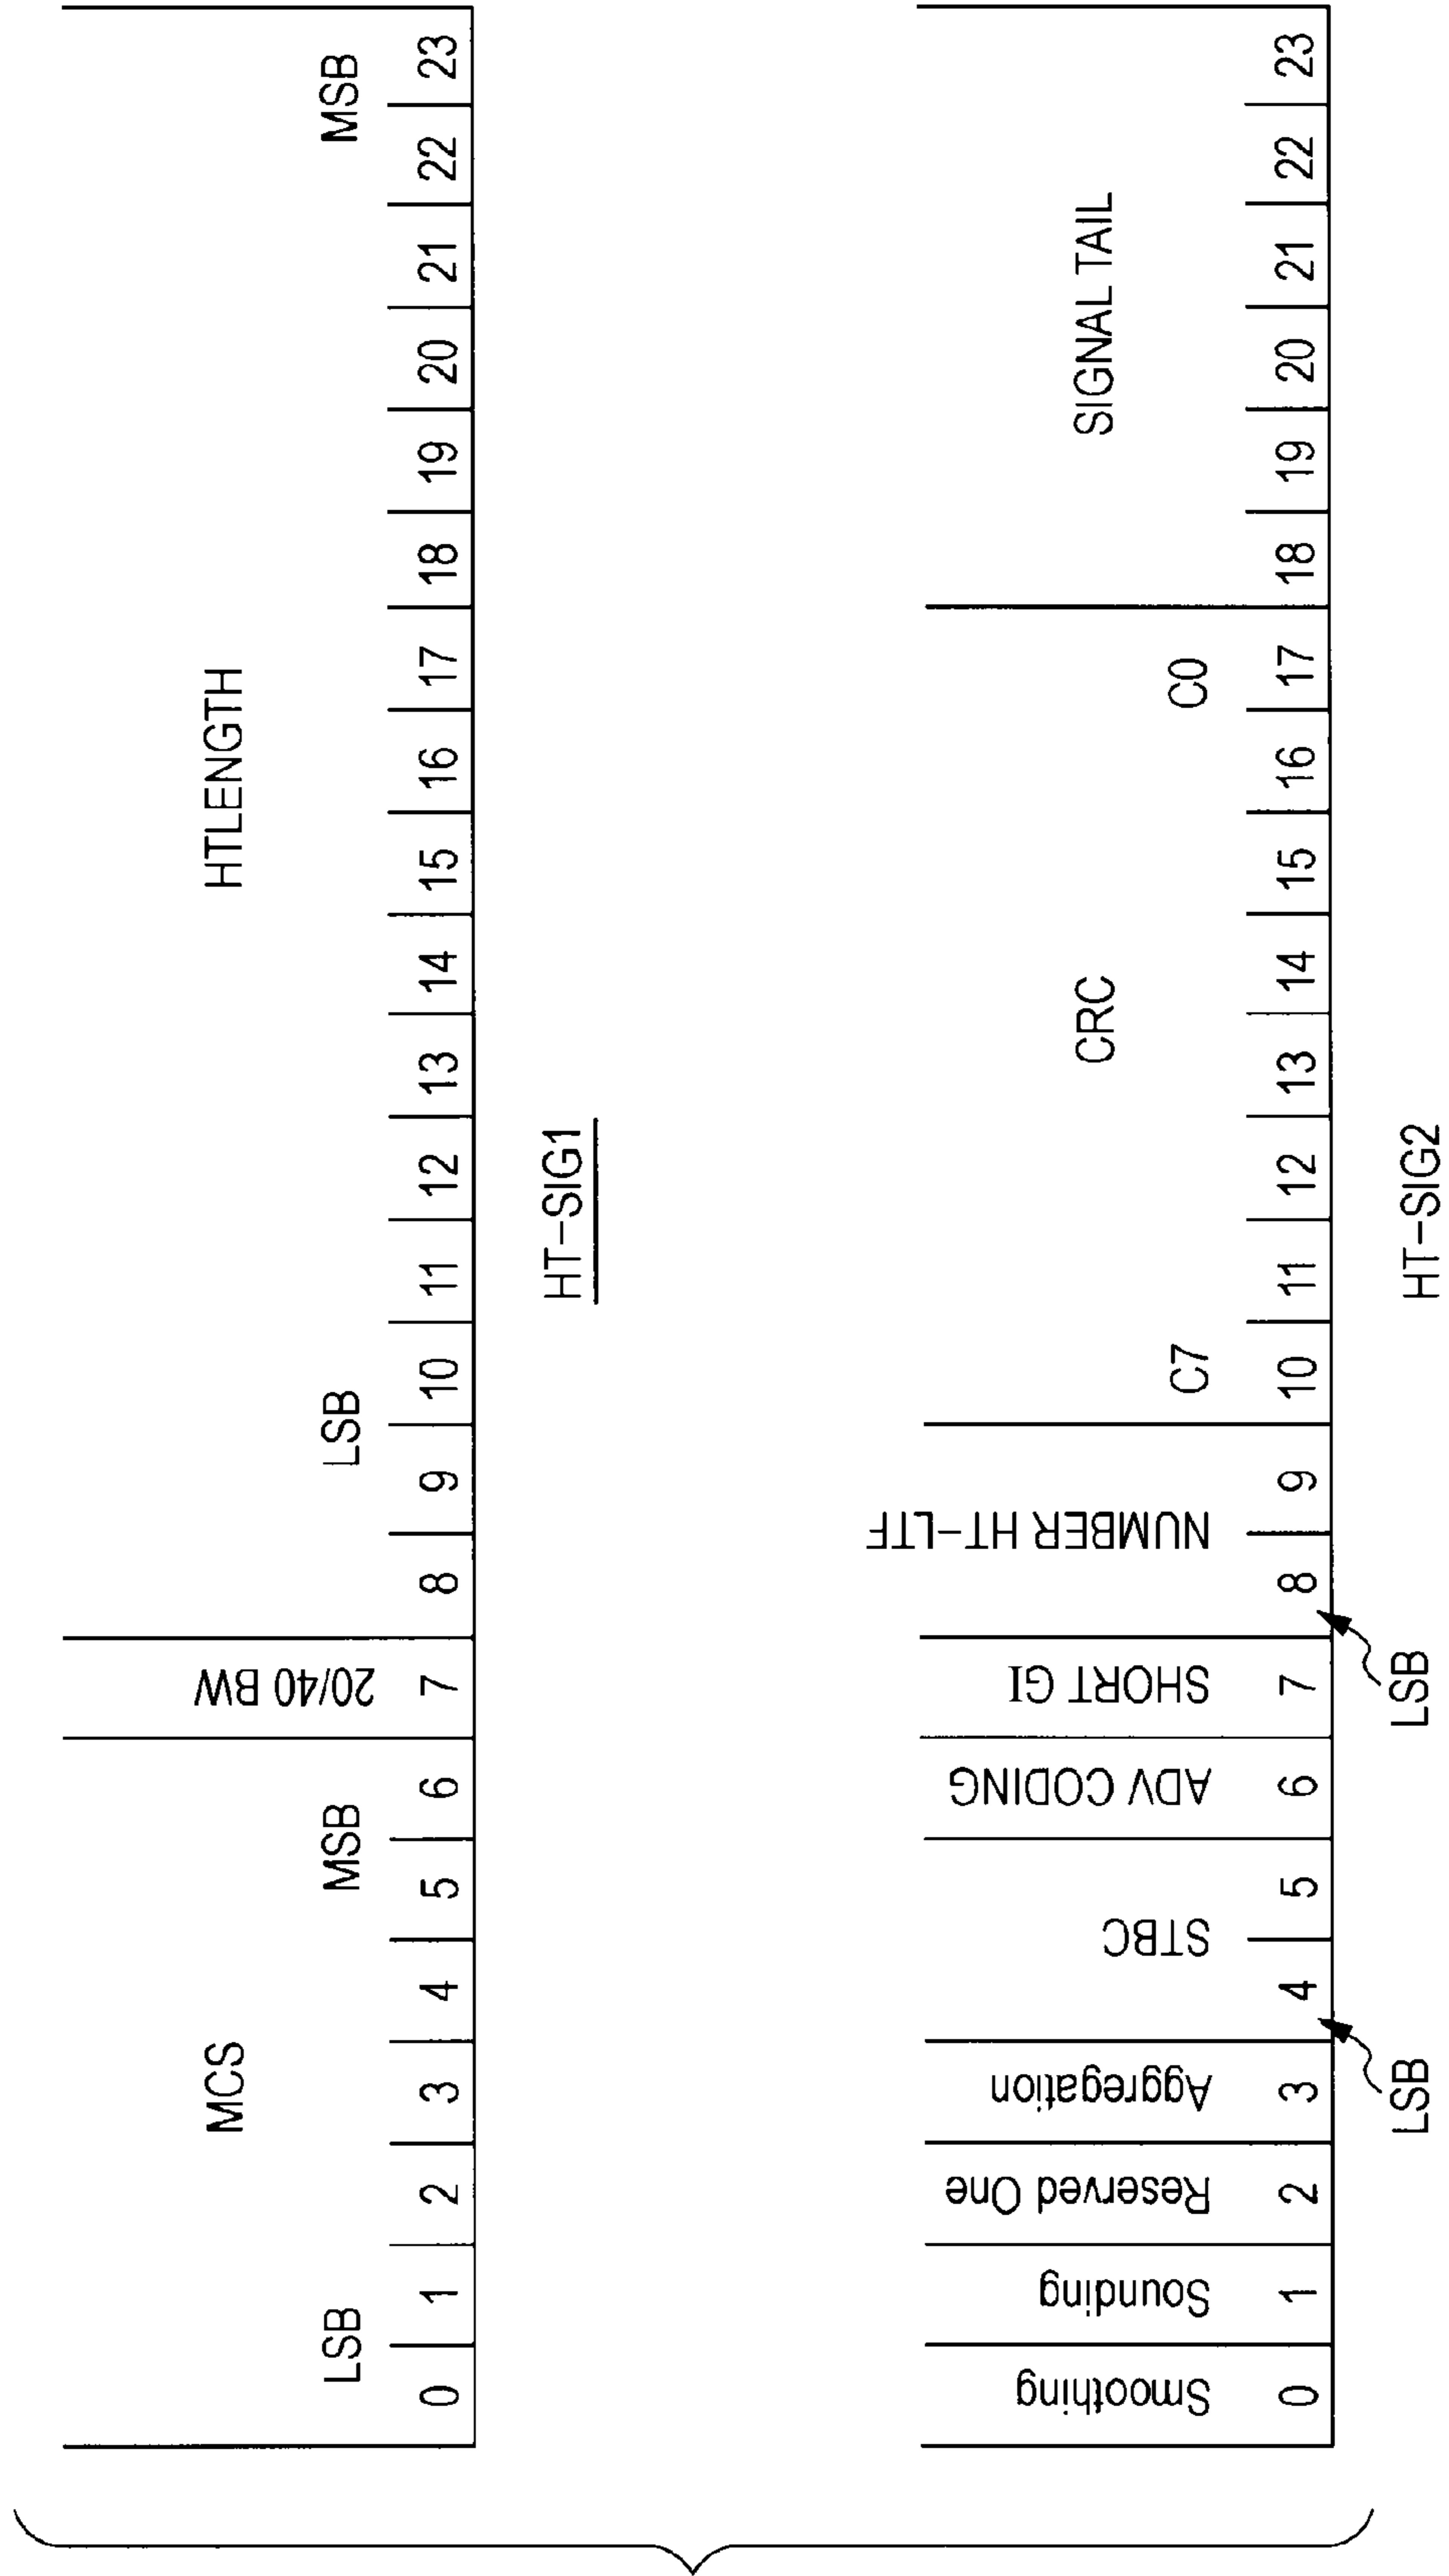 MCS
20/40 BW
HTLENGTH
LSB
MSB
LSB
MSB
0 1 2 3 4 5 6 7 8 9 10 11 12 13 14 15 16 17 18 19 20 21 22 23
HT-SIG1
Smoothing
Sounding
Reserved One
Aggregation
STBC
ADV CODING
SHORT GI
NUMBER HT-LTF
CRC
SIGNAL TAIL
C7
C0
0 1 2 3 4 5 6 7 8 9 10 11 12 13 14 15 16 17 18 19 20 21 22 23
LSB
LSB
HT-SIG2